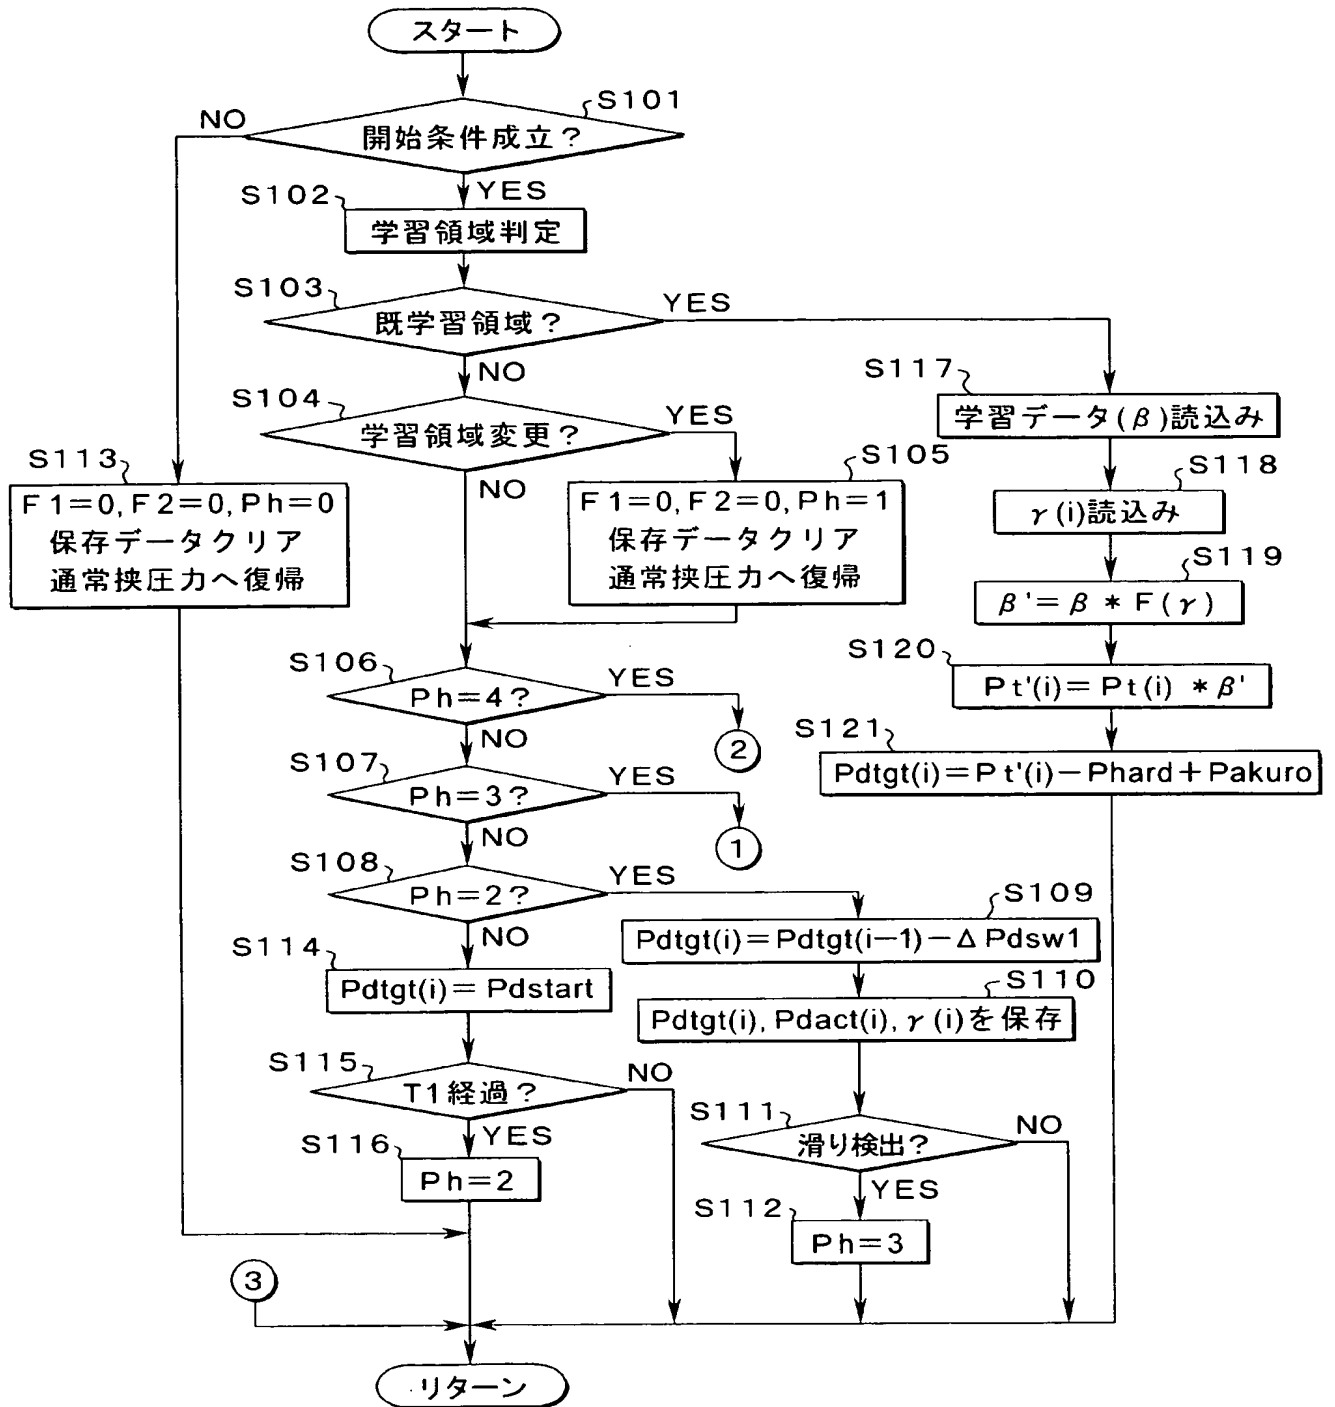 スタート
S101
開始条件成立?
NO
YES
S102
学習領域判定
S103
既学習領域?
YES
NO
S104
学習領域変更?
YES
NO
S113
F1=0, F2=0, Ph=0
保存データクリア
通常挟圧力へ復帰
S105
F1=0, F2=0, Ph=1
保存データクリア
通常挟圧力へ復帰
S117
学習データ(β)読込み
S118
γ(i)読込み
S119
β'=β * F(γ)
S120
Pt'(i)=Pt(i) * β'
S121
Pdtgt(i)=Pt'(i)−Phard+Pakuro
S106
Ph=4?
YES
2
NO
S107
Ph=3?
YES
1
NO
S108
Ph=2?
YES
NO
S109
Pdtgt(i)=Pdtgt(i−1)−Δ Pdsw1
S110
Pdtgt(i), Pdact(i), γ(i)を保存
S114
Pdtgt(i)= Pdstart
S115
T1経過?
NO
YES
S116
Ph=2
S111
滑り検出?
NO
YES
S112
Ph=3
3
リターン